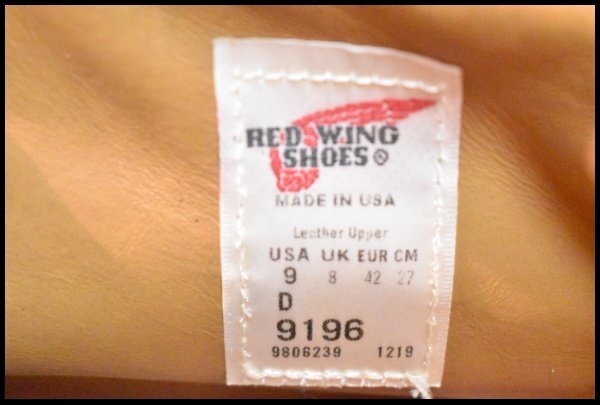 RED WING
SHOES®
MADE IN USA
Leather Upper
USA UK EUR CM
9 8 42 27
D
9196
9806239 1219